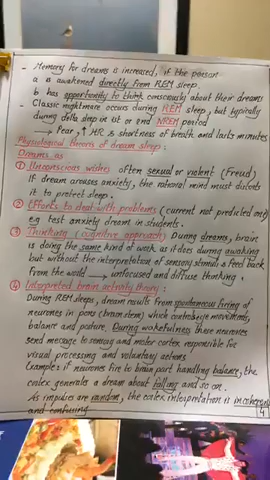 - Memory for dreams is increased, if the person
a is awakened directly from REM sleep.
b has opportunity to think consciously about their dreams
- Classic nightmare occurs during REM sleep, but typically
during delta sleep in st or end NREM period
→ Fear, ↑ HR & shortness of breath and lasts minutes
Physiological theories of dream sleep:
Dreams as
① Unconscious wishes often sexual or violent (Freud)
If dream arouses anxiety, the rational mind must distorts
it to protect sleep.
② Efforts to deal with problems (current not predicted one)
e.g test anxiety dream in students.
③ Thinking (cognitive approach) During dreams, brain
is doing the same kind of work as it does during awaking
but without the interpretation of sensory stimuli & feed back
from the world → unfocused and diffuse thinking.
④ Interpreted brain activity theory:
During REM sleeps, dream results from spontaneous firing of
neurones in pons (brain stem) which controls movements,
balance and posture. During wakefulness these neurones
send message to sensory and motor cortex responsible for
visual processing and voluntary actions
Example: if neurones fire to brain part handling balance, the
cortex generates a dream about falling and so on.
As impulses are random, the cortex interpretation is incoherent
and confusing
4